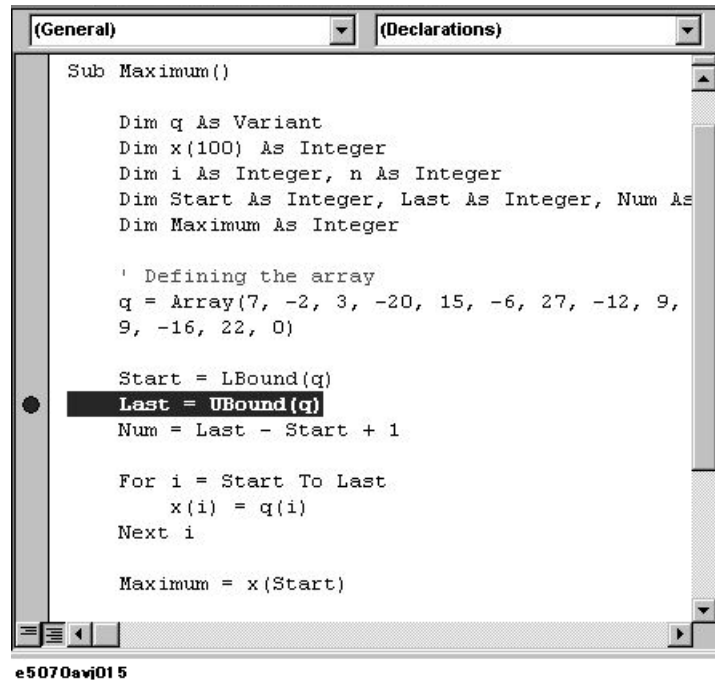 (General) (Declarations)
Sub Maximum()
Dim q As Variant
Dim x(100) As Integer
Dim i As Integer, n As Integer
Dim Start As Integer, Last As Integer, Num As
Dim Maximum As Integer
' Defining the array
q = Array(7, -2, 3, -20, 15, -6, 27, -12, 9,
9, -16, 22, 0)
Start = LBound(q)
Last = UBound(q)
Num = Last - Start + 1
For i = Start To Last
x(i) = q(i)
Next i
Maximum = x(Start)
e5070avj015